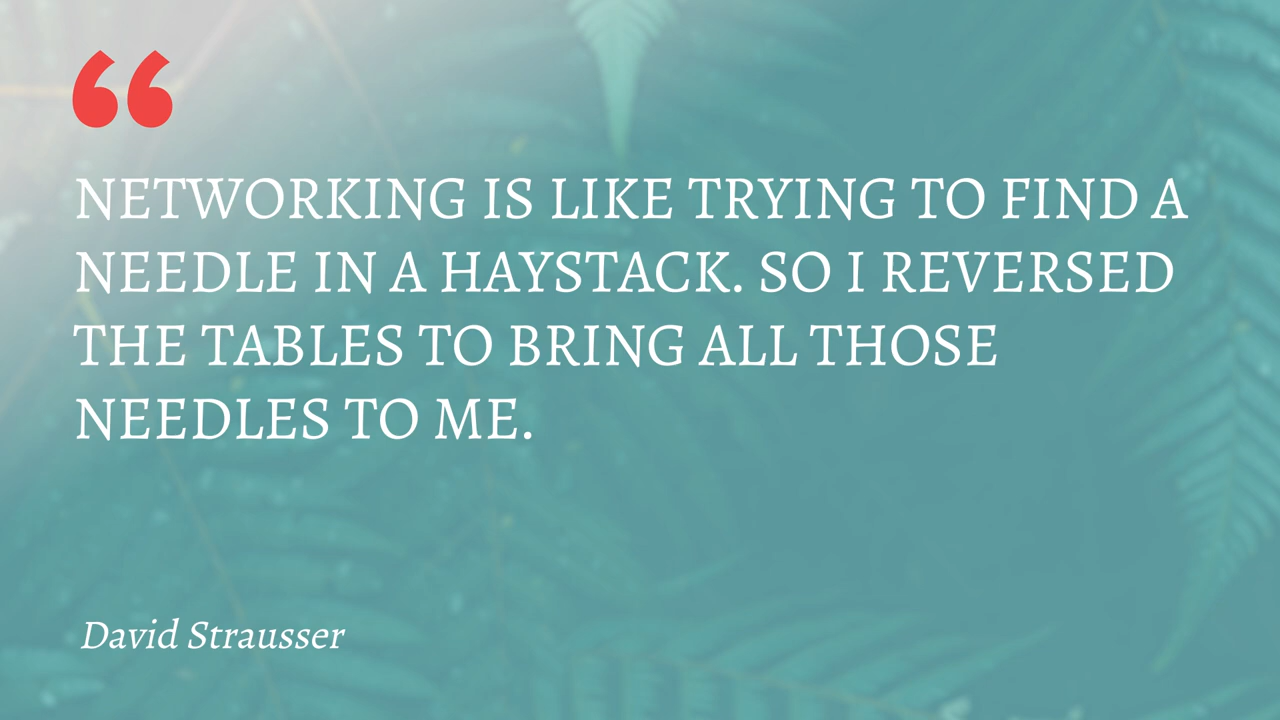 “
NETWORKING IS LIKE TRYING TO FIND A
NEEDLE IN A HAYSTACK. SO I REVERSED
THE TABLES TO BRING ALL THOSE
NEEDLES TO ME.
David Strausser